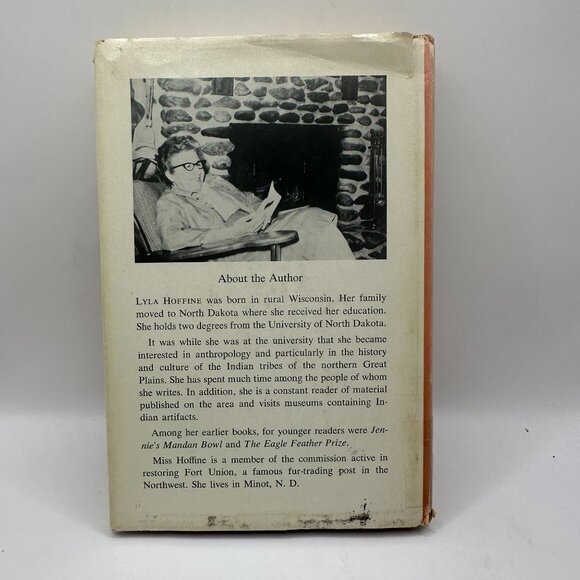 About the Author
LYLA HOFFINE was born in rural Wisconsin. Her family
moved to North Dakota where she received her education.
She holds two degrees from the University of North Dakota.
It was while she was at the university that she became
interested in anthropology and particularly in the history
and culture of the Indian tribes of the northern Great
Plains. She has spent much time among the people of whom
she writes. In addition, she is a constant reader of material
published on the area and visits museums containing In-
dian artifacts.
Among her earlier books, for younger readers were Jen-
nie's Mandan Bowl and The Eagle Feather Prize.
Miss Hoffine is a member of the commission active in
restoring Fort Union, a famous fur-trading post in the
Northwest. She lives in Minot, N. D.